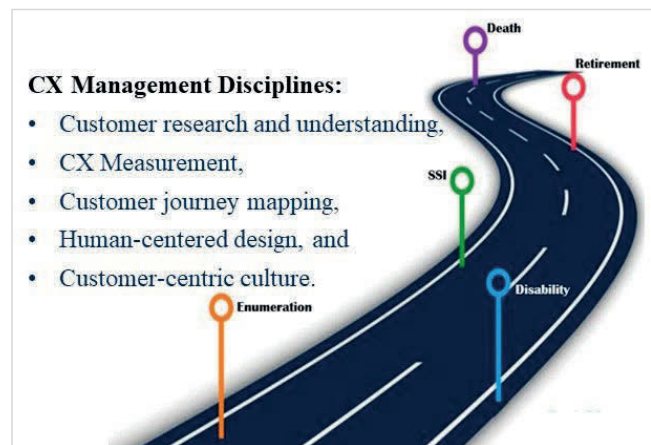 CX Management Disciplines:
• Customer research and understanding,
• CX Measurement,
• Customer journey mapping,
• Human-centered design, and
• Customer-centric culture.
Death
Retirement
SSI
Disability
Enumeration